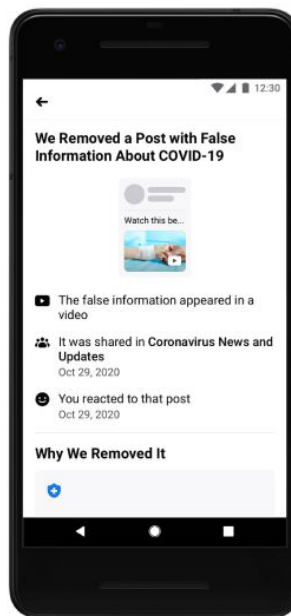 12:30
We Removed a Post with False
Information About COVID-19
Watch this be...
The false information appeared in a
video
It was shared in Coronavirus News and
Updates
Oct 29, 2020
You reacted to that post
Oct 29, 2020
Why We Removed It